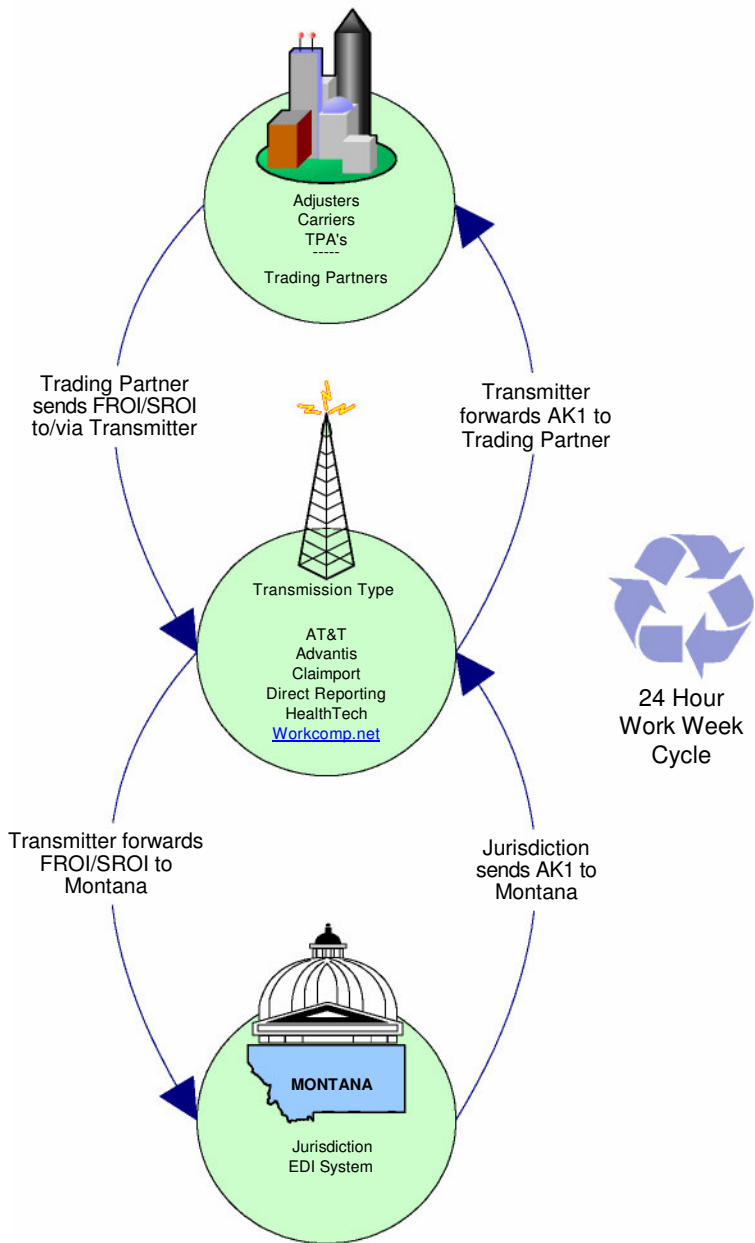 Adjusters
Carriers
TPA's
-----
Trading Partners
Trading Partner
sends FROI/SROI
to/via Transmitter
Transmitter
forwards AK1 to
Trading Partner
Transmission Type
AT&T
Advantis
Claimport
Direct Reporting
HealthTech
Workcomp.net
24 Hour
Work Week
Cycle
Transmitter forwards
FROI/SROI to
Montana
Jurisdiction
sends AK1 to
Montana
MONTANA
Jurisdiction
EDI System